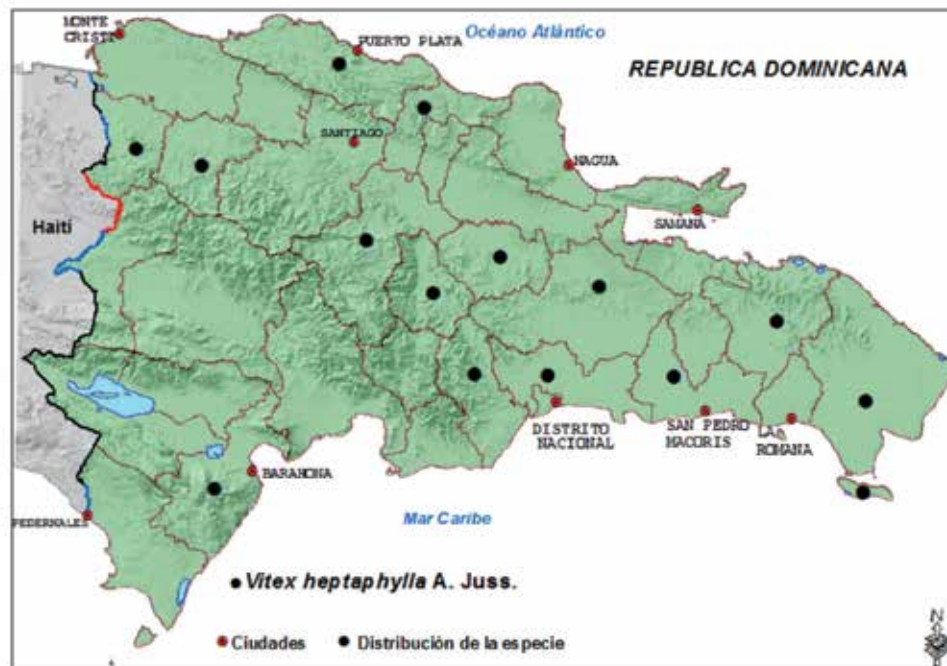 MONTE
CRISTI
Océano Atlántico
PUERTO PLATA
REPUBLICA DOMINICANA
SANTIAGO
NAGUA
SAMANA
Haití
DISTRITO
NACIONAL
SAN PEDRO
MACORIS
LA
ROMANA
BARAHONA
PEDERNALES
Mar Caribe
Vitex heptaphylla A. Juss.
Ciudades
Distribución de la especie
N